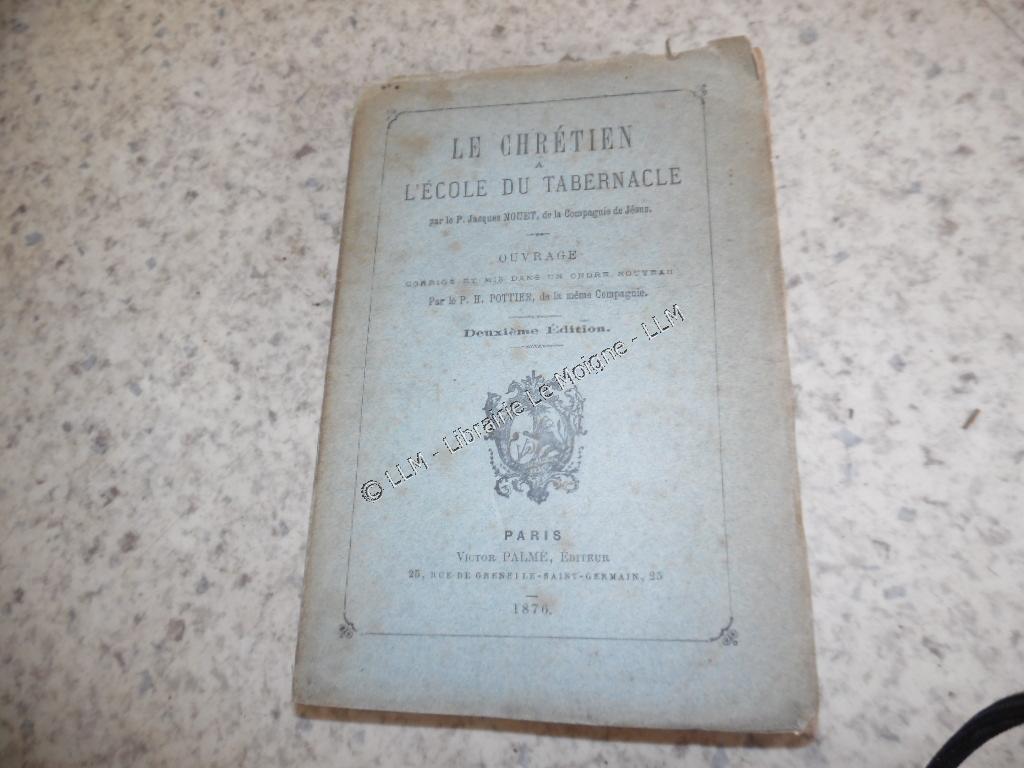 LE CHRÉTIEN
A
L'ÉCOLE DU TABERNACLE
par le P. Jacques NOUET, de la Compagnie de Jésus.
OUVRAGE
CORRIGÉ ET MIS DANS UN ORDRE NOUVEAU
Par le P. H. POTTIER, de la même Compagnie.
Deuxième Édition.
© LLM - Librairie Le Moigne - LLM
PARIS
VICTOR PALMÉ, ÉDITEUR
25, RUE DE GRENELLE-SAINT-GERMAIN, 25
1876.